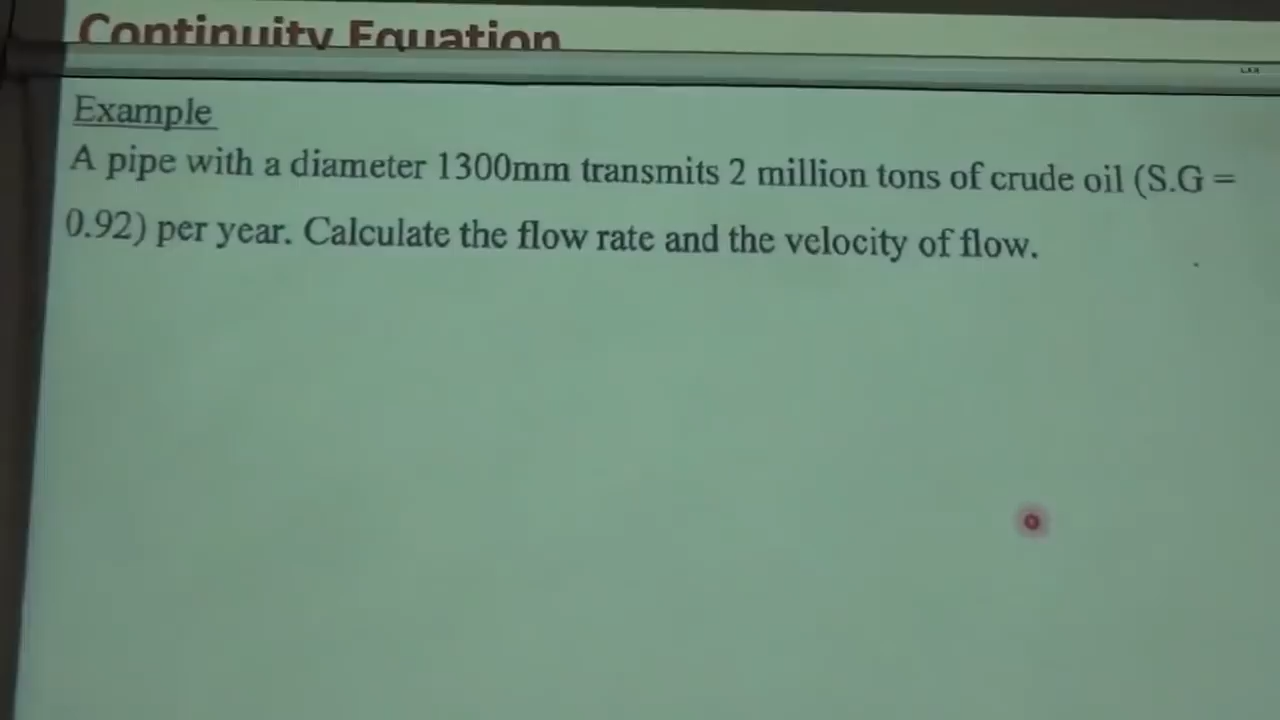 Continuity Equation
Example
A pipe with a diameter 1300mm transmits 2 million tons of crude oil (S.G =
0.92) per year. Calculate the flow rate and the velocity of flow.